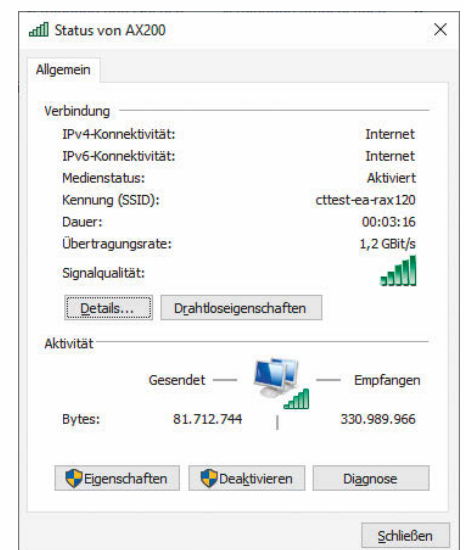 Status von AX200
Allgemein
Verbindung
IPv4-Konnektivität: Internet
IPv6-Konnektivität: Internet
Medienstatus: Aktiviert
Kennung (SSID): cttest-ea-rax120
Dauer: 00:03:16
Übertragungsrate: 1,2 GBit/s
Signalqualität:
Details... Drahtloseigenschaften
Aktivität
Gesendet — — Empfangen
Bytes: 81.712.744 | 330.989.966
Eigenschaften Deaktivieren Diagnose
Schließen